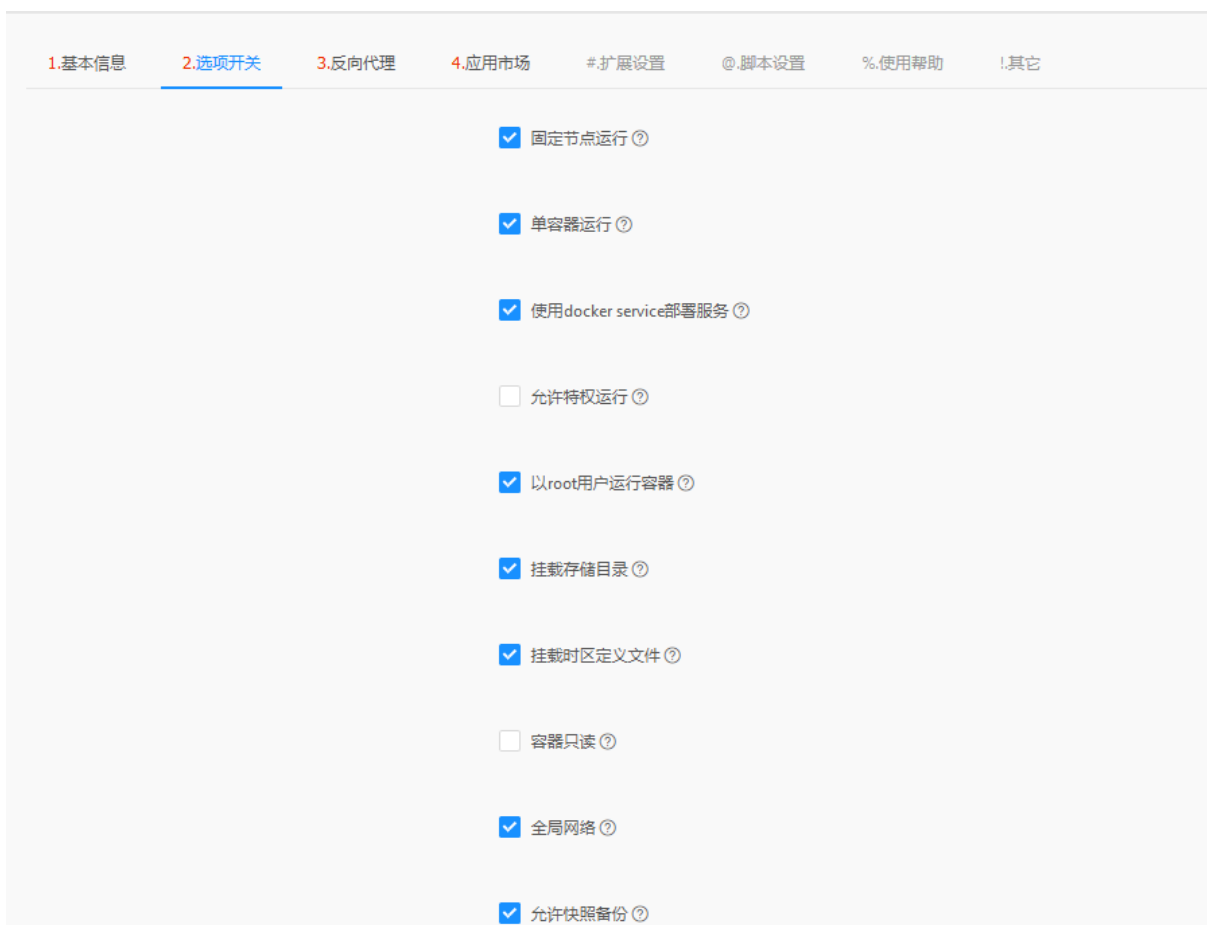 1.基本信息 2.选项开关 3.反向代理 4.应用市场 #.扩展设置 @.脚本设置 %.使用帮助 !.其它
固定节点运行
单容器运行
使用docker service部署服务
允许特权运行
以root用户运行容器
挂载存储目录
挂载时区定义文件
容器只读
全局网络
允许快照备份